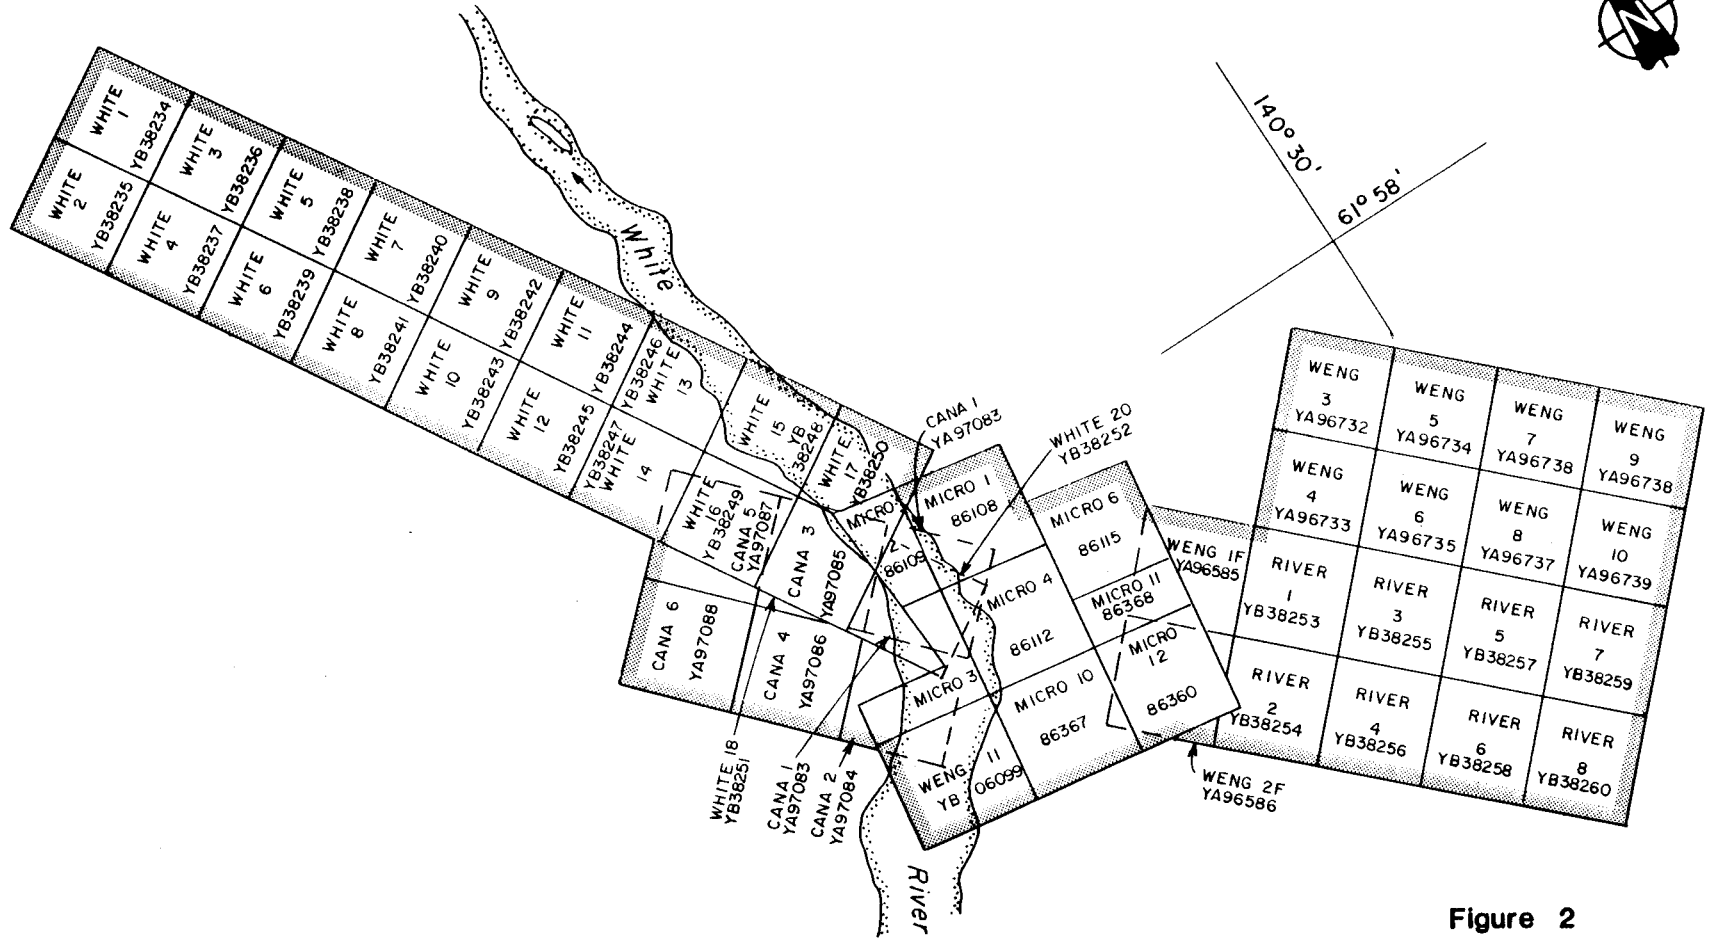 N
140° 30'
61° 58'
WHITE
1
YB38234
WHITE
2
YB38235
WHITE
3
YB38236
WHITE
4
YB38237
WHITE
5
YB38238
WHITE
6
YB38239
WHITE
7
YB38240
WHITE
8
YB38241
WHITE
9
YB38242
WHITE
10
YB38243
WHITE
11
YB38244
WHITE
12
YB38245
YB38246
WHITE
13
YB38247
WHITE
14
WHITE
15
YB
38248
WHITE
16
YB38249
WHITE
17
YB38250
White
CANA 5
YA97087
CANA 3
YA97085
CANA 6
YA97088
CANA 4
YA97086
CANA 1
YA97083
WHITE 20
YB38252
MICRO 1
86108
MICRO
2
86109
MICRO 3
MICRO 4
86112
MICRO 6
86115
MICRO 11
86368
MICRO
12
86360
MICRO 10
86367
WENG 11
YB 06099
WHITE 18
YB38251
CANA 1
YA97083
CANA 2
YA97084
River
WENG 1F
YA96585
WENG 2F
YA96586
WENG
3
YA96732
WENG
5
YA96734
WENG
7
YA96738
WENG
9
YA96738
WENG
4
YA96733
WENG
6
YA96735
WENG
8
YA96737
WENG
10
YA96739
RIVER
1
YB38253
RIVER
3
YB38255
RIVER
5
YB38257
RIVER
7
YB38259
RIVER
2
YB38254
RIVER
4
YB38256
RIVER
6
YB38258
RIVER
8
YB38260
Figure 2